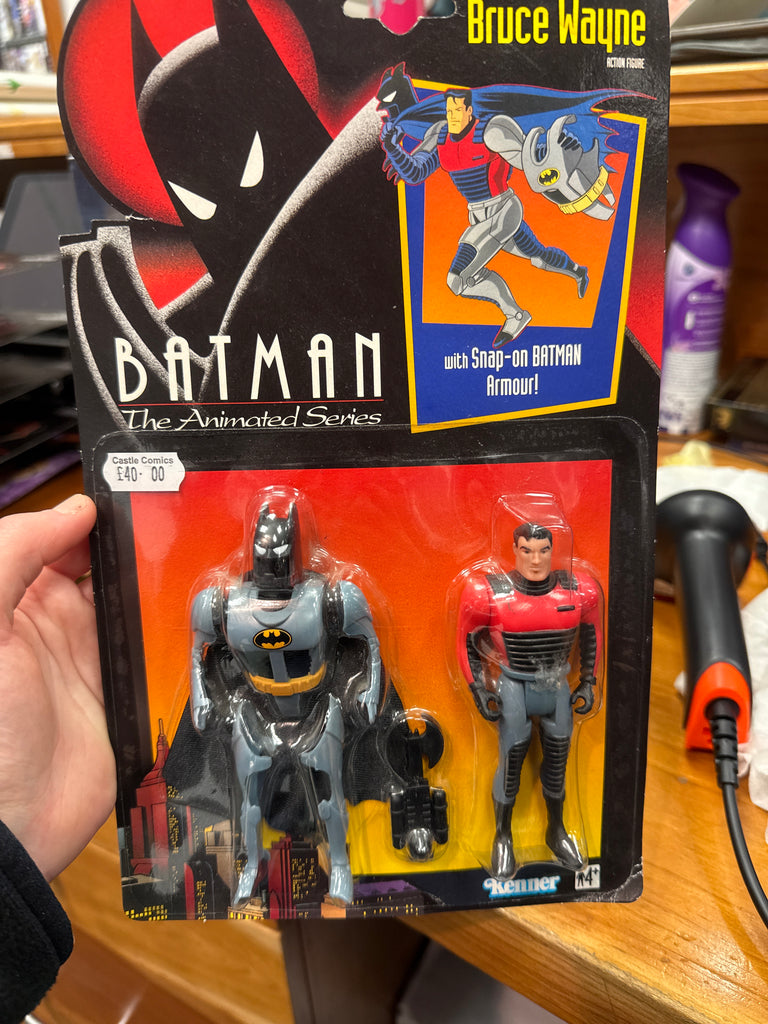 Bruce Wayne
ACTION FIGURE
with Snap-on BATMAN
Armour!
BATMAN
The Animated Series
Castle Comics
£40· 00
Kenner
4+